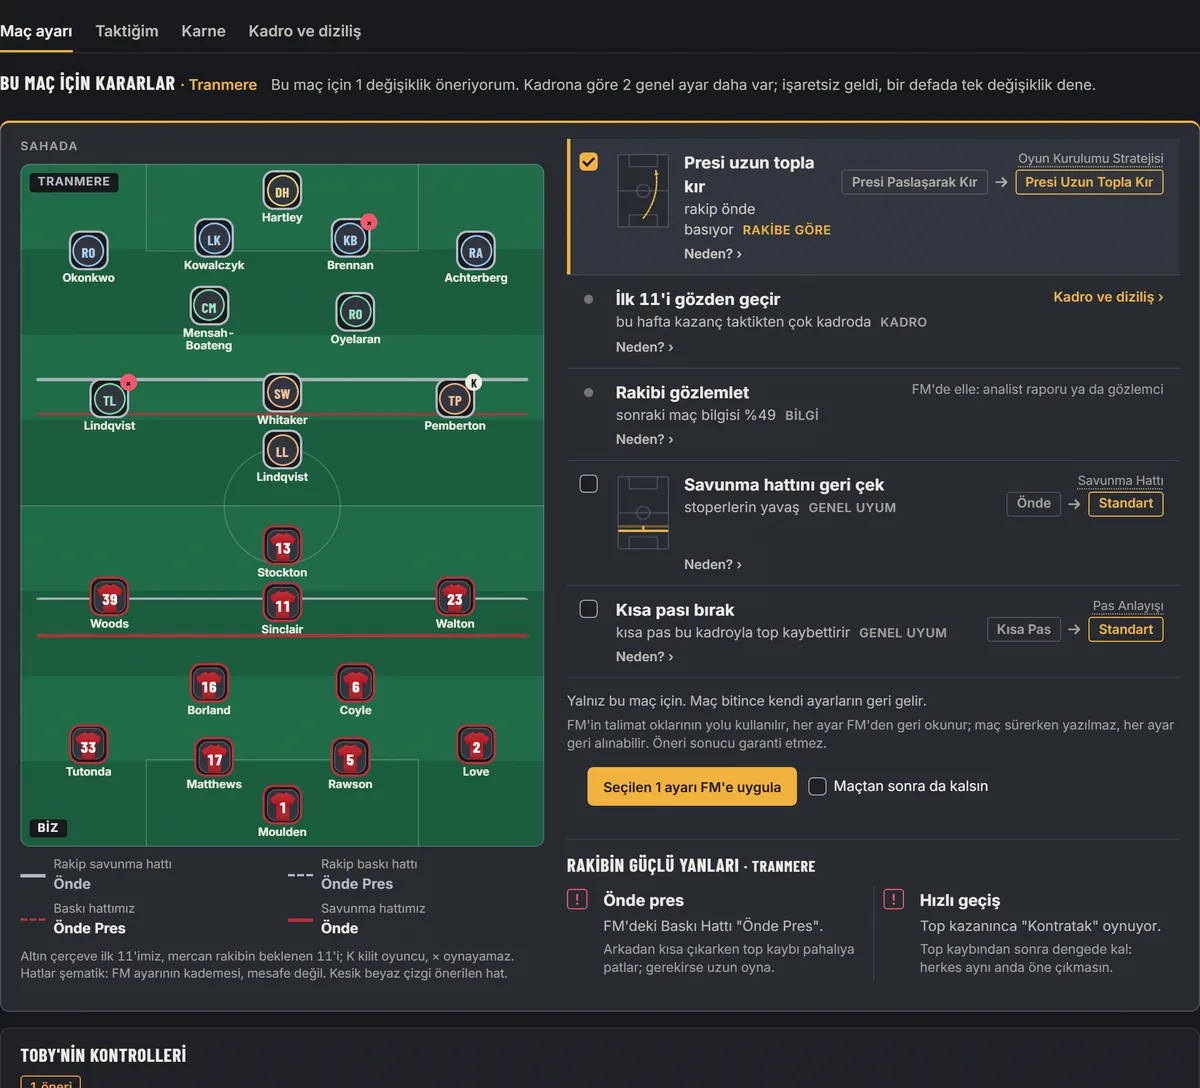 Maç ayarı
Taktiğim
Karne
Kadro ve diziliş
BU MAÇ İÇİN KARARLAR · Tranmere
Bu maç için 1 değişiklik öneriyorum. Kadrona göre 2 genel ayar daha var; işaretsiz geldi, bir defada tek değişiklik dene.
SAHADA
TRANMERE
DH
Hartley
RO
Okonkwo
LK
Kowalczyk
KB
×
Brennan
RA
Achterberg
CM
Mensah-
Boateng
RO
Oyelaran
TL
×
Lindqvist
SW
Whitaker
TP
K
Pemberton
LL
Lindqvist
13
Stockton
39
Woods
11
Sinclair
23
Walton
16
Borland
6
Coyle
33
Tutonda
17
Matthews
5
Rawson
2
Love
1
Moulden
BİZ
Rakip savunma hattı
Önde
Rakip baskı hattı
Önde Pres
Baskı hattımız
Önde Pres
Savunma hattımız
Önde
Altın çerçeve ilk 11'imiz, mercan rakibin beklenen 11'i; K kilit oyuncu, × oynayamaz.
Hatlar şematik: FM ayarının kademesi, mesafe değil. Kesik beyaz çizgi önerilen hat.
Presi uzun topla
kır
rakip önde
basıyor RAKİBE GÖRE
Neden? ›
Oyun Kurulumu Stratejisi
Presi Paslaşarak Kır → Presi Uzun Topla Kır
İlk 11'i gözden geçir
bu hafta kazanç taktikten çok kadroda KADRO
Neden? ›
Kadro ve diziliş ›
Rakibi gözlemlet
sonraki maç bilgisi %49 BİLGİ
Neden? ›
FM'de elle: analist raporu ya da gözlemci
Savunma hattını geri çek
stoperlerin yavaş GENEL UYUM
Neden? ›
Savunma Hattı
Önde → Standart
Kısa pası bırak
kısa pas bu kadroyla top kaybettirir GENEL UYUM
Neden? ›
Pas Anlayışı
Kısa Pas → Standart
Yalnız bu maç için. Maç bitince kendi ayarların geri gelir.
FM'in talimat oklarının yolu kullanılır, her ayar FM'den geri okunur; maç sürerken yazılmaz, her ayar
geri alınabilir. Öneri sonucu garanti etmez.
Seçilen 1 ayarı FM'e uygula
Maçtan sonra da kalsın
RAKİBİN GÜÇLÜ YANLARI · TRANMERE
!
Önde pres
FM'deki Baskı Hattı "Önde Pres".
Arkadan kısa çıkarken top kaybı pahalıya
patlar; gerekirse uzun oyna.
!
Hızlı geçiş
Top kazanınca "Kontratak" oynuyor.
Top kaybından sonra dengede kal:
herkes aynı anda öne çıkmasın.
TOBY'NİN KONTROLLERİ
1 öneri